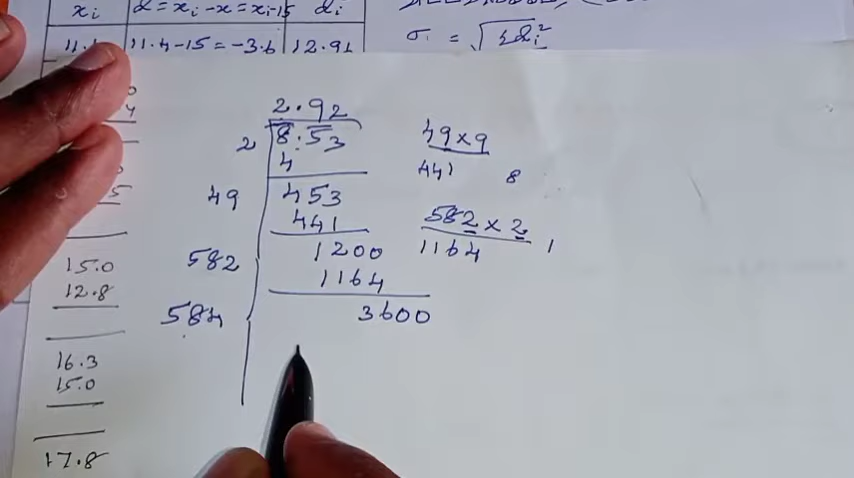 xi | d = xi - x = xi-15 | di
11.4-15 = -3.6 | 12.91
σ = √Σdi²
2.92
2 8.53 49×9
4 441 8
49 453
441 582×2
1200 1164 1
582
1164
584 3600
15.0
12.8
16.3
15.0
17.8